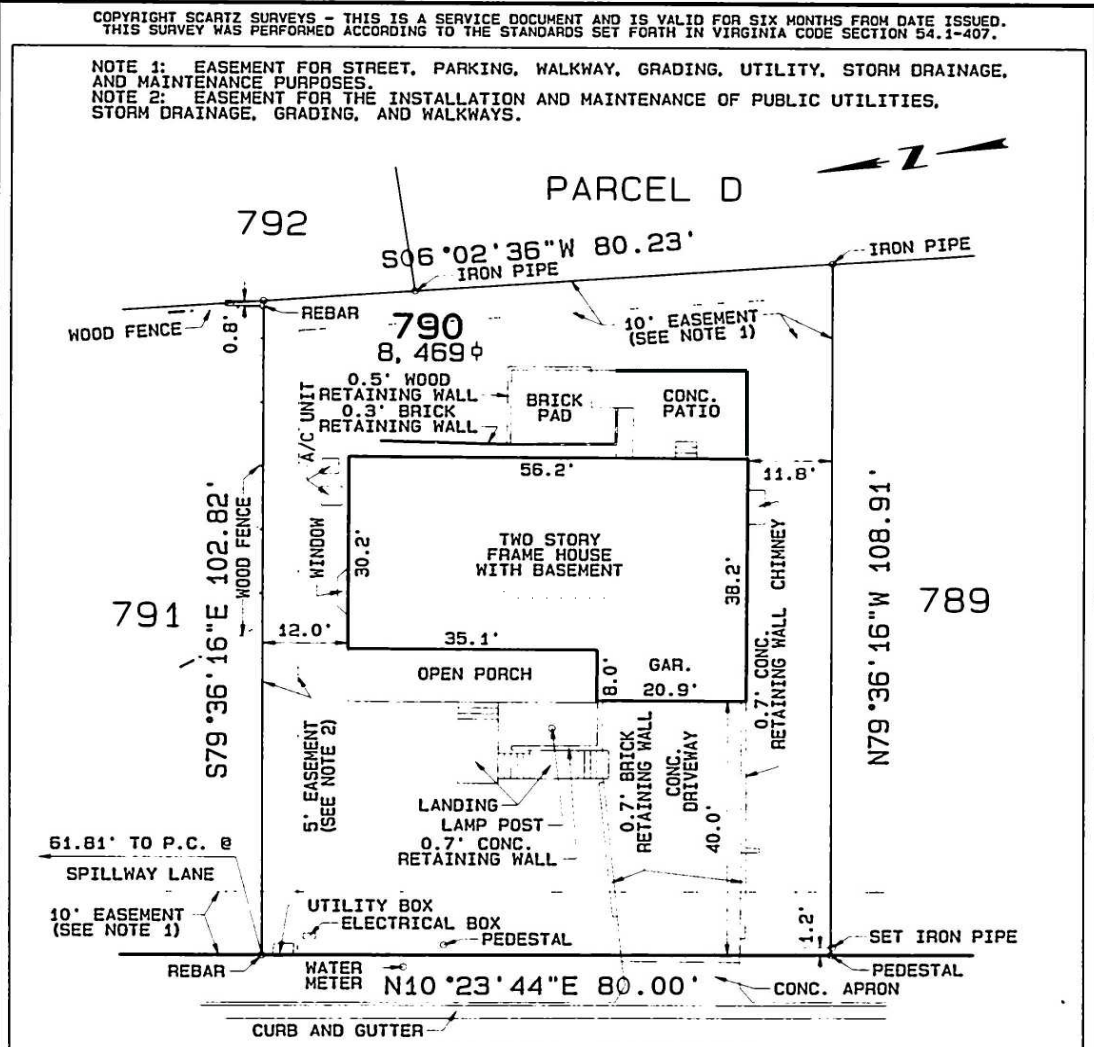 COPYRIGHT SCARTZ SURVEYS - THIS IS A SERVICE DOCUMENT AND IS VALID FOR SIX MONTHS FROM DATE ISSUED.
THIS SURVEY WAS PERFORMED ACCORDING TO THE STANDARDS SET FORTH IN VIRGINIA CODE SECTION 54.1-407.
NOTE 1: EASEMENT FOR STREET, PARKING, WALKWAY, GRADING, UTILITY, STORM DRAINAGE,
AND MAINTENANCE PURPOSES.
NOTE 2: EASEMENT FOR THE INSTALLATION AND MAINTENANCE OF PUBLIC UTILITIES,
STORM DRAINAGE, GRADING, AND WALKWAYS.
Z
PARCEL D
792
S06°02'36"W 80.23'
IRON PIPE
IRON PIPE
WOOD FENCE
0.8'
REBAR
790
8,469⌽
10' EASEMENT
(SEE NOTE 1)
0.5' WOOD
RETAINING WALL
0.3' BRICK
RETAINING WALL
A/C UNIT
BRICK
PAD
CONC.
PATIO
56.2'
11.8'
WOOD FENCE
WINDOW
30.2'
TWO STORY
FRAME HOUSE
WITH BASEMENT
38.2'
CHIMNEY
0.7' CONC.
RETAINING WALL
791
S79°36'16"E 102.82'
N79°36'16"W 108.91'
789
12.0'
35.1'
OPEN PORCH
8.0'
GAR.
20.9'
5' EASEMENT
(SEE NOTE 2)
LANDING
LAMP POST
0.7' CONC.
RETAINING WALL
0.7' BRICK
RETAINING WALL
CONC.
DRIVEWAY
40.0'
61.81' TO P.C. @
SPILLWAY LANE
10' EASEMENT
(SEE NOTE 1)
UTILITY BOX
ELECTRICAL BOX
PEDESTAL
1.2'
SET IRON PIPE
REBAR
WATER
METER
PEDESTAL
N10°23'44"E 80.00'
CONC. APRON
CURB AND GUTTER